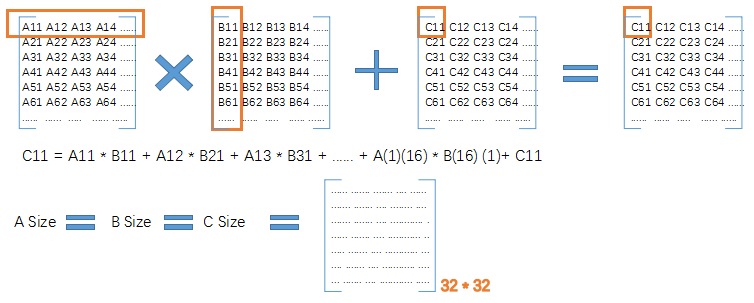 A11 A12 A13 A14 ...... B11 B12 B13 B14 ...... C11 C12 C13 C14 ...... C11 C12 C13 C14 ......
A21 A22 A23 A24 ...... B21 B22 B23 B24 ...... C21 C22 C23 C24 ...... C21 C22 C23 C24 ......
A31 A32 A33 A34 ...... B31 B32 B33 B34 ...... C31 C32 C33 C34 ...... C31 C32 C33 C34 ......
A41 A42 A43 A44 ...... B41 B42 B43 B44 ...... C41 C42 C43 C44 ...... C41 C42 C43 C44 ......
A51 A52 A53 A54 ...... B51 B52 B53 B54 ...... C51 C52 C53 C54 ...... C51 C52 C53 C54 ......
A61 A62 A63 A64 ...... B61 B62 B63 B64 ...... C61 C62 C63 C64 ...... C61 C62 C63 C64 ......
C11 = A11 * B11 + A12 * B21 + A13 * B31 + ...... + A(1)(16) * B(16) (1)+ C11
A Size B Size C Size
32 * 32